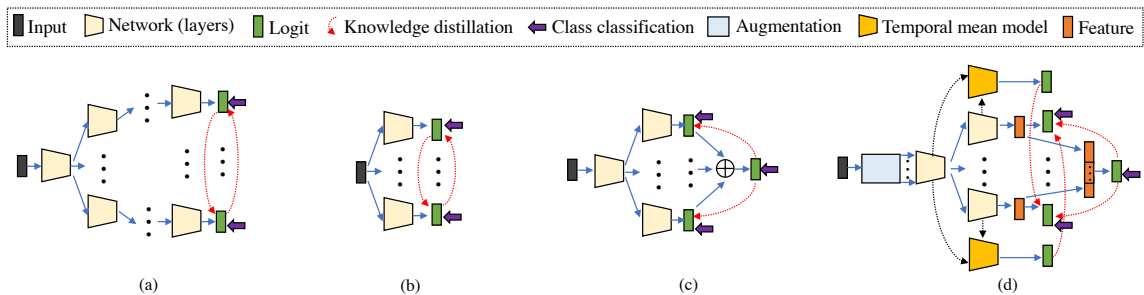 Input Network (layers) Logit Knowledge distillation Class classification Augmentation Temporal mean model Feature
(a) (b) (c) (d)